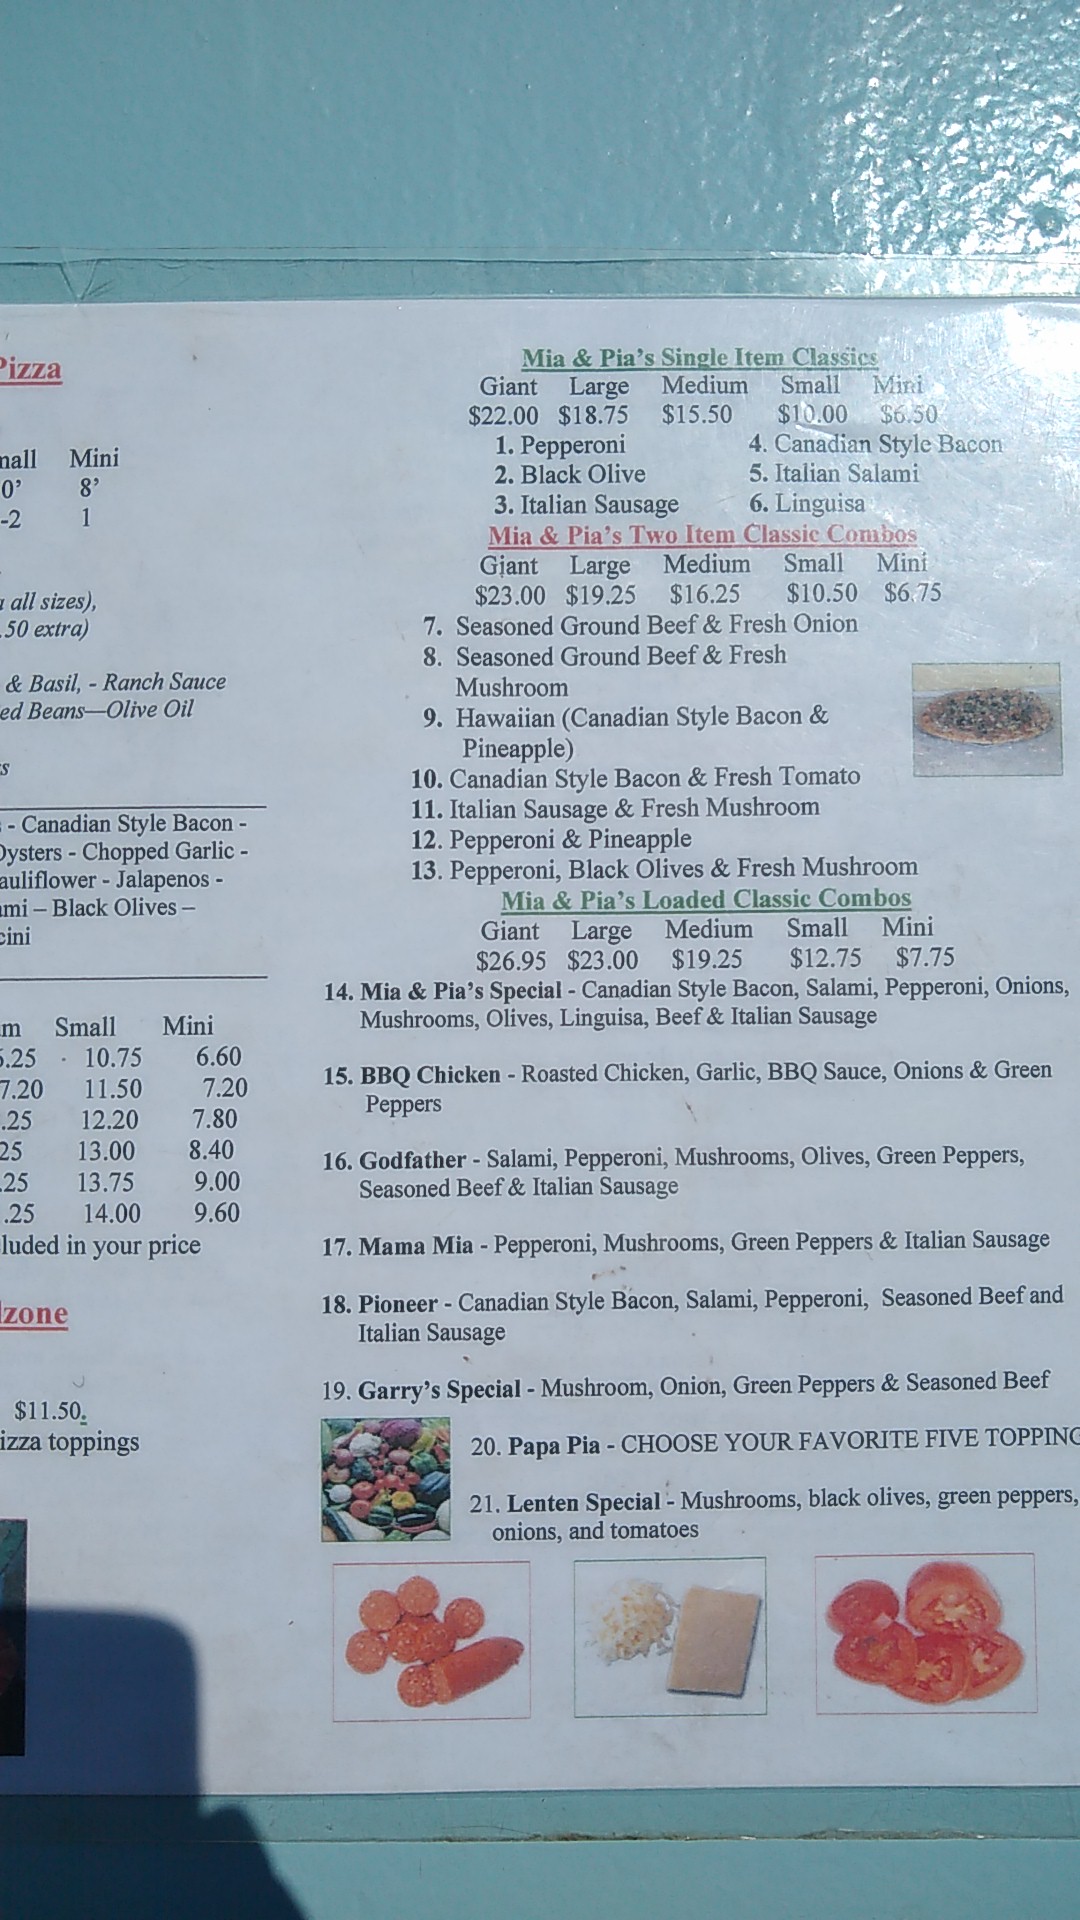 Pizza
Mini
8'
1
all sizes),
.50 extra)
& Basil, - Ranch Sauce
Beans—Olive Oil
- Canadian Style Bacon -
Oysters - Chopped Garlic -
- Jalapenos -
– Black Olives –
Small Mini
10.75 6.60
7.20 11.50 7.20
.25 12.20 7.80
25 13.00 8.40
.25 13.75 9.00
.25 14.00 9.60
in your price
$11.50.
toppings
Mia & Pia's Single Item Classics
Giant Large Medium Small Mini
$22.00 $18.75 $15.50 $10.00 $6.50
1. Pepperoni 4. Canadian Style Bacon
2. Black Olive 5. Italian Salami
3. Italian Sausage 6. Linguisa
Mia & Pia's Two Item Classic Combos
Giant Large Medium Small Mini
$23.00 $19.25 $16.25 $10.50 $6.75
7. Seasoned Ground Beef & Fresh Onion
8. Seasoned Ground Beef & Fresh
Mushroom
9. Hawaiian (Canadian Style Bacon &
Pineapple)
10. Canadian Style Bacon & Fresh Tomato
11. Italian Sausage & Fresh Mushroom
12. Pepperoni & Pineapple
13. Pepperoni, Black Olives & Fresh Mushroom
Mia & Pia's Loaded Classic Combos
Giant Large Medium Small Mini
$26.95 $23.00 $19.25 $12.75 $7.75
14. Mia & Pia's Special - Canadian Style Bacon, Salami, Pepperoni, Onions,
Mushrooms, Olives, Linguisa, Beef & Italian Sausage
15. BBQ Chicken - Roasted Chicken, Garlic, BBQ Sauce, Onions & Green
Peppers
16. Godfather - Salami, Pepperoni, Mushrooms, Olives, Green Peppers,
Seasoned Beef & Italian Sausage
17. Mama Mia - Pepperoni, Mushrooms, Green Peppers & Italian Sausage
18. Pioneer - Canadian Style Bacon, Salami, Pepperoni, Seasoned Beef and
Italian Sausage
19. Garry's Special - Mushroom, Onion, Green Peppers & Seasoned Beef
20. Papa Pia - CHOOSE YOUR FAVORITE FIVE TOPPING
21. Lenten Special - Mushrooms, black olives, green peppers,
onions, and tomatoes